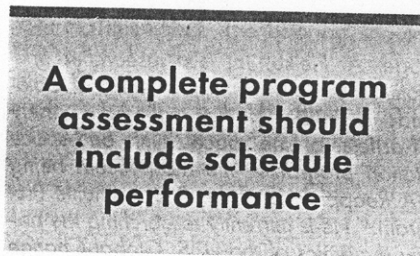 A complete program
assessment should
include schedule
performance